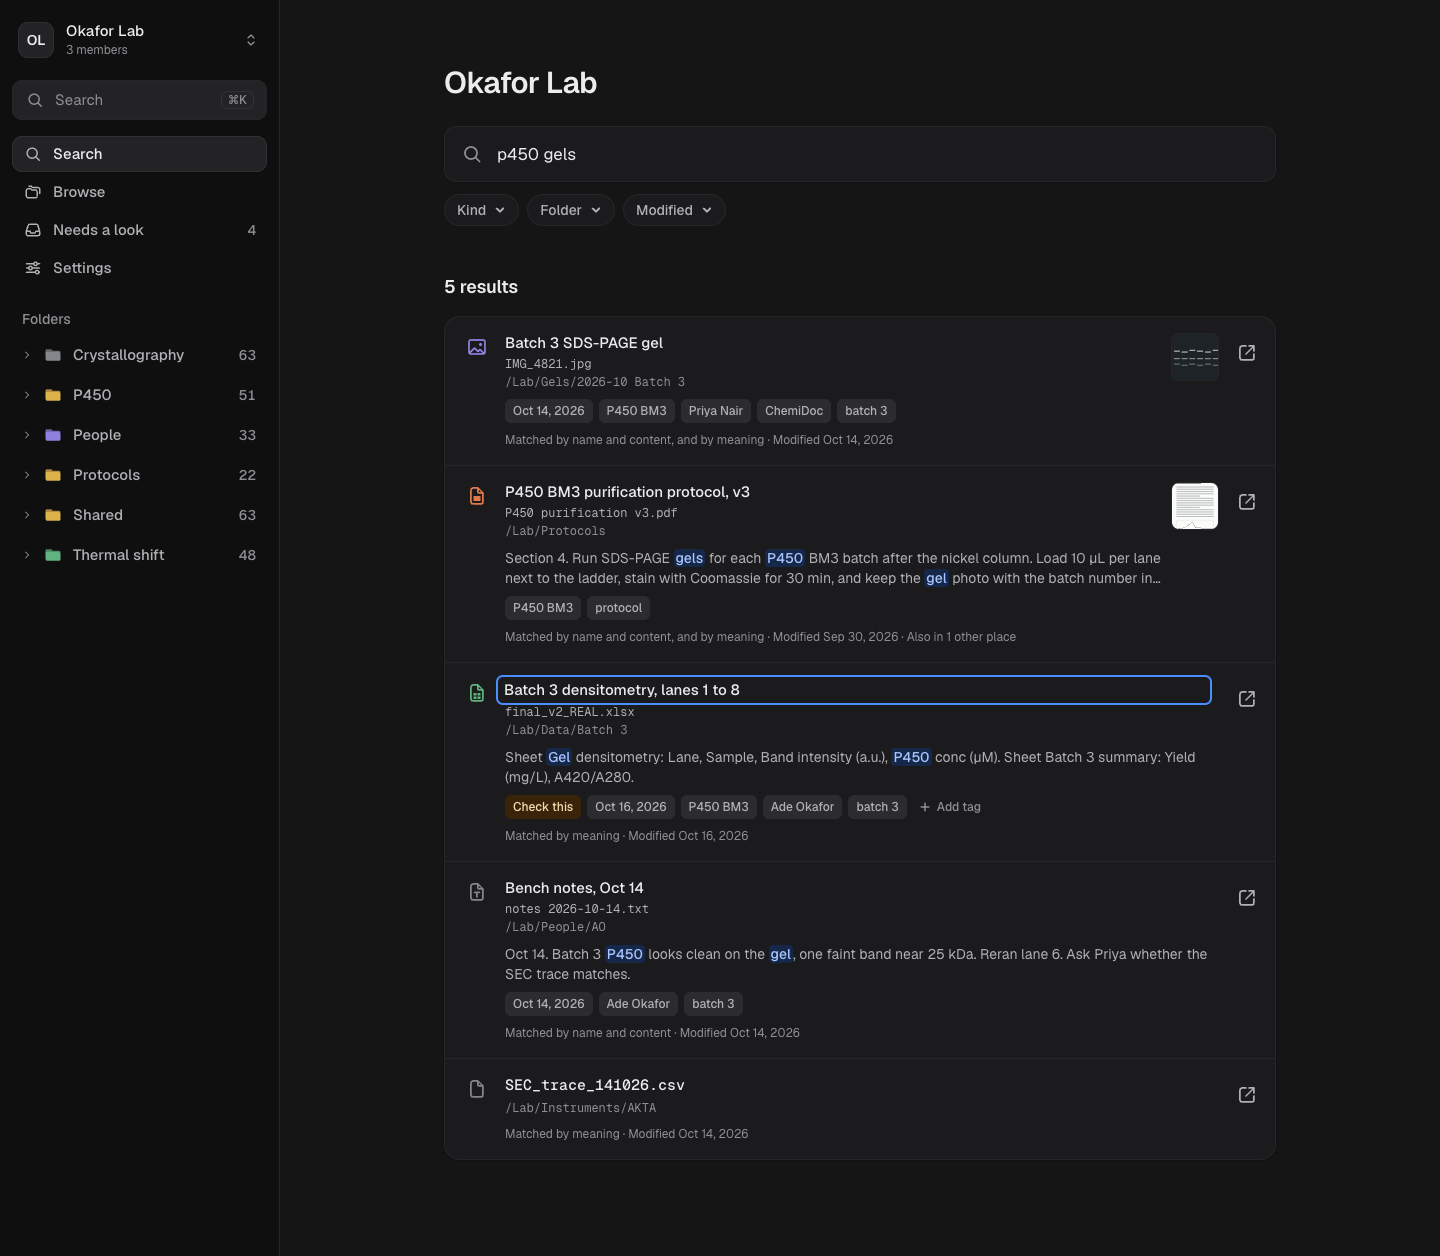 OL
Okafor Lab
3 members
Search
⌘K
Search
Browse
Needs a look
4
Settings
Folders
Crystallography
63
P450
51
People
33
Protocols
22
Shared
63
Thermal shift
48
Okafor Lab
p450 gels
Kind
Folder
Modified
5 results
Batch 3 SDS-PAGE gel
IMG_4821.jpg
/Lab/Gels/2026-10 Batch 3
Oct 14, 2026
P450 BM3
Priya Nair
ChemiDoc
batch 3
Matched by name and content, and by meaning · Modified Oct 14, 2026
P450 BM3 purification protocol, v3
P450 purification v3.pdf
/Lab/Protocols
Section 4. Run SDS-PAGE gels for each P450 BM3 batch after the nickel column. Load 10 µL per lane
next to the ladder, stain with Coomassie for 30 min, and keep the gel photo with the batch number in…
P450 BM3
protocol
Matched by name and content, and by meaning · Modified Sep 30, 2026 · Also in 1 other place
Batch 3 densitometry, lanes 1 to 8
final_v2_REAL.xlsx
/Lab/Data/Batch 3
Sheet Gel densitometry: Lane, Sample, Band intensity (a.u.), P450 conc (µM). Sheet Batch 3 summary: Yield
(mg/L), A420/A280.
Check this
Oct 16, 2026
P450 BM3
Ade Okafor
batch 3
Add tag
Matched by meaning · Modified Oct 16, 2026
Bench notes, Oct 14
notes 2026-10-14.txt
/Lab/People/AO
Oct 14. Batch 3 P450 looks clean on the gel, one faint band near 25 kDa. Reran lane 6. Ask Priya whether the
SEC trace matches.
Oct 14, 2026
Ade Okafor
batch 3
Matched by name and content · Modified Oct 14, 2026
SEC_trace_141026.csv
/Lab/Instruments/AKTA
Matched by meaning · Modified Oct 14, 2026